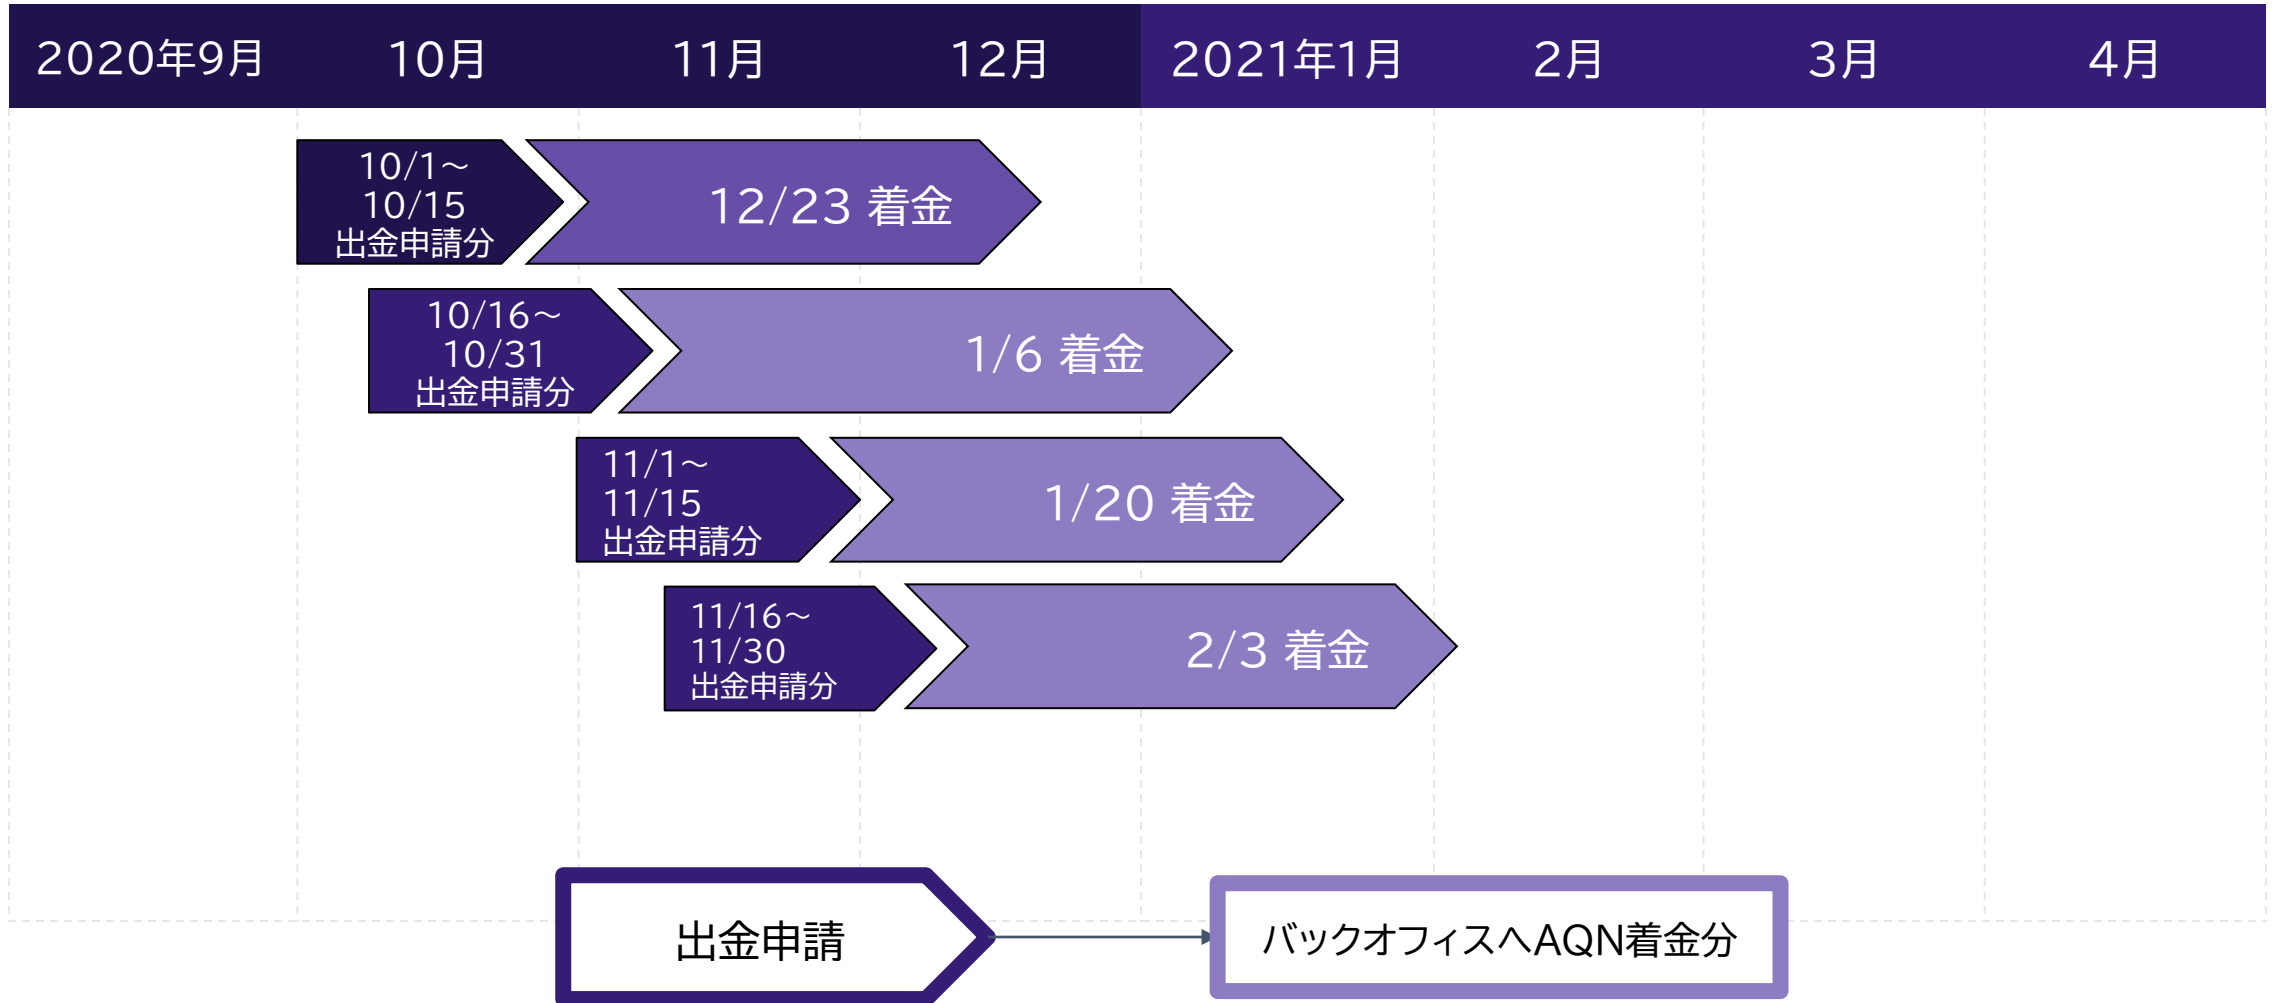 2020年9月
10月
11月
12月
2021年1月
2月
3月
4月
10/1～
10/15
出金申請分
12/23 着金
10/16～
10/31
出金申請分
1/6 着金
11/1～
11/15
出金申請分
1/20 着金
11/16～
11/30
出金申請分
2/3 着金
出金申請
バックオフィスへAQN着金分